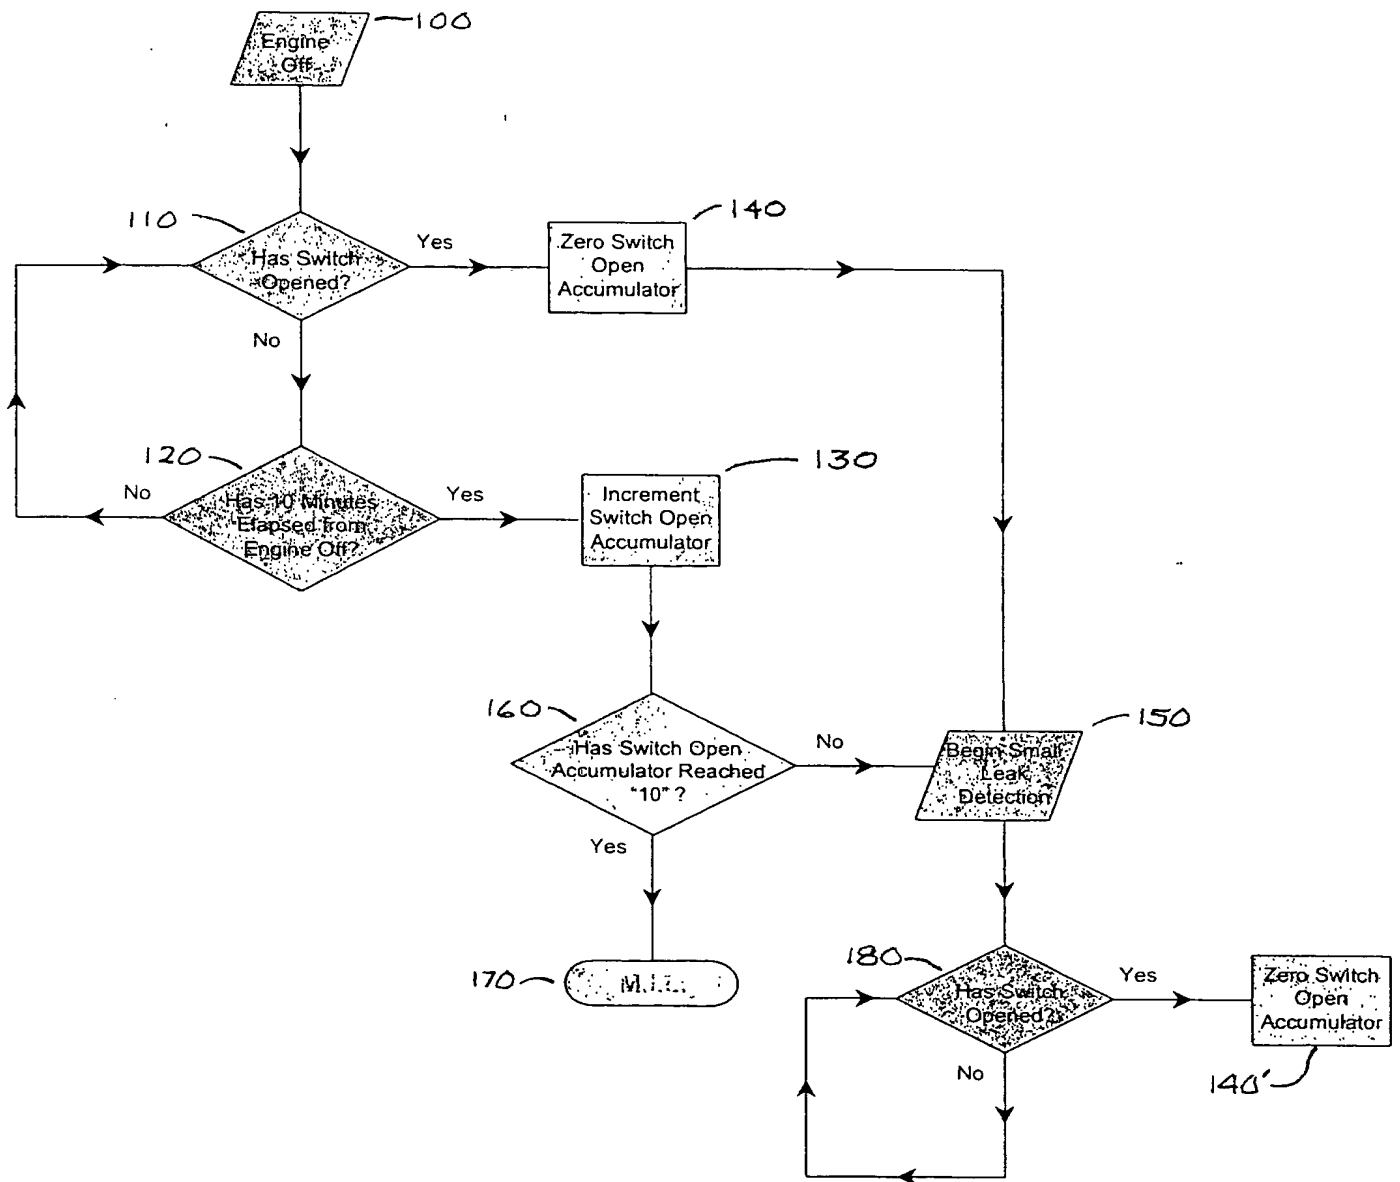 100
Engine
Off
110
Has Switch
Opened?
Yes
140
Zero Switch
Open
Accumulator
No
120
Has 10 Minutes
Elapsed from
Engine Off?
No
Yes
130
Increment
Switch Open
Accumulator
160
Has Switch Open
Accumulator Reached
"10" ?
No
150
Begin Small
Leak
Detection
Yes
170
M.I.L.
180
Has Switch
Opened?
Yes
Zero Switch
Open
Accumulator
No
140'